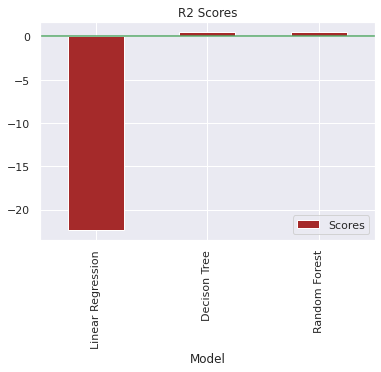 R2 Scores
0
−5
−10
−15
−20
Scores
Linear Regression
Decison Tree
Random Forest
Model